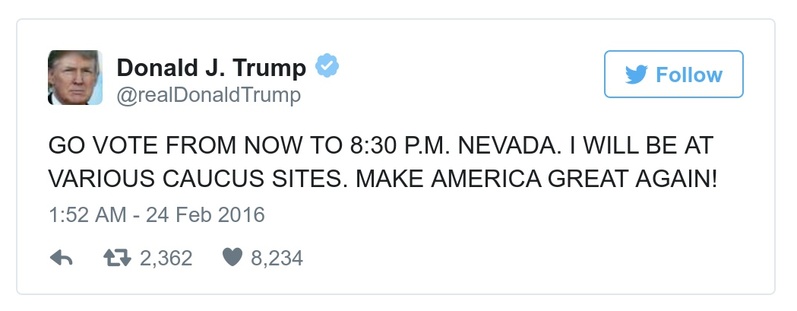 Donald J. Trump
Follow
@realDonaldTrump
GO VOTE FROM NOW TO 8:30 P.M. NEVADA. I WILL BE AT
VARIOUS CAUCUS SITES. MAKE AMERICA GREAT AGAIN!
1:52 AM - 24 Feb 2016
2,362 8,234